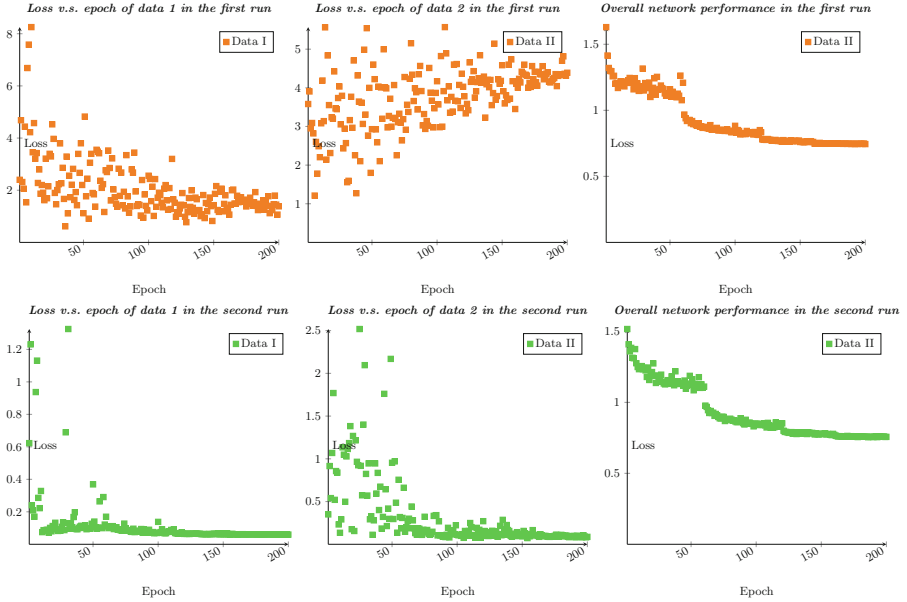 Loss v.s. epoch of data 1 in the first run
8
6
4
2
Loss
Data I
50
100
150
200
Epoch
Loss v.s. epoch of data 2 in the first run
5
4
3
2
1
Loss
Data II
50
100
150
200
Epoch
Overall network performance in the first run
1.5
1
0.5
Loss
Data II
50
100
150
200
Epoch
Loss v.s. epoch of data 1 in the second run
1.2
1
0.8
0.6
0.4
0.2
Loss
Data I
50
100
150
200
Epoch
Loss v.s. epoch of data 2 in the second run
2.5
2
1.5
1
0.5
Loss
Data II
50
100
150
200
Epoch
Overall network performance in the second run
1.5
1
0.5
Loss
Data II
50
100
150
200
Epoch